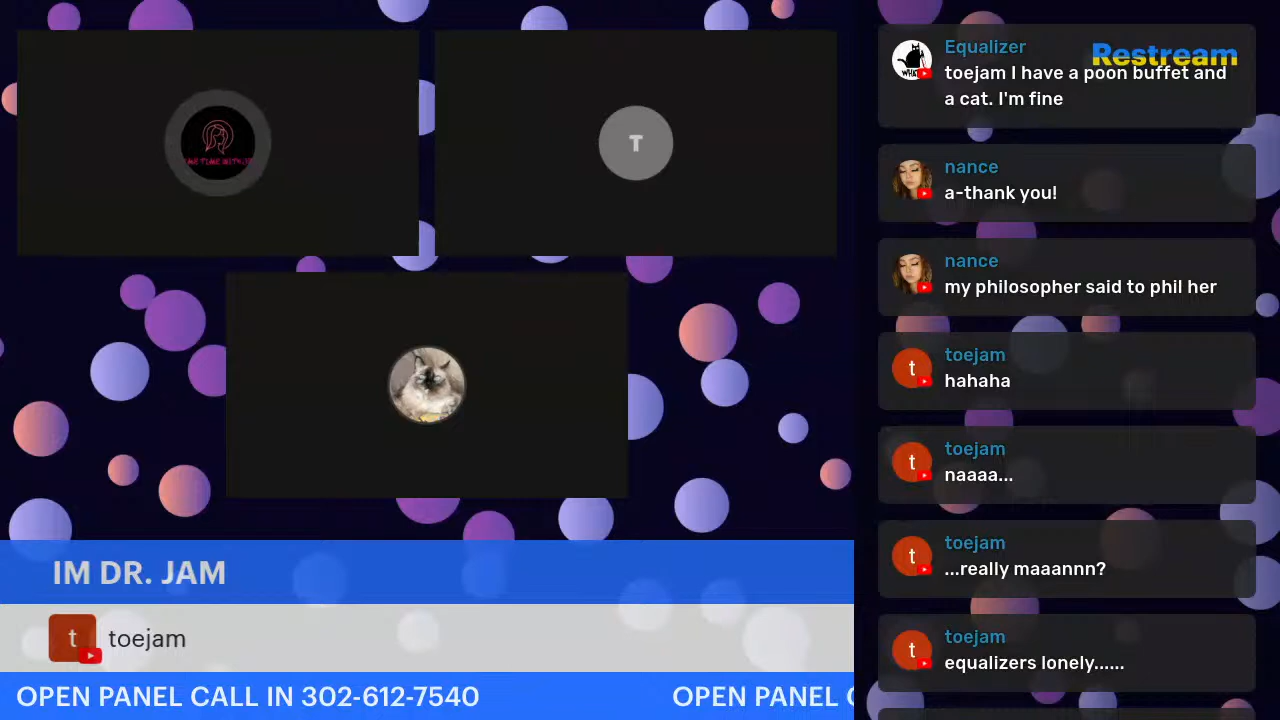 T
IM DR. JAM
t toejam
OPEN PANEL CALL IN 302-612-7540
OPEN PANEL
Restream
Equalizer
toejam I have a poon buffet and
a cat. I'm fine
nance
a-thank you!
nance
my philosopher said to phil her
t toejam
hahaha
t toejam
naaaa...
t toejam
...really maaannn?
t toejam
equalizers lonely......